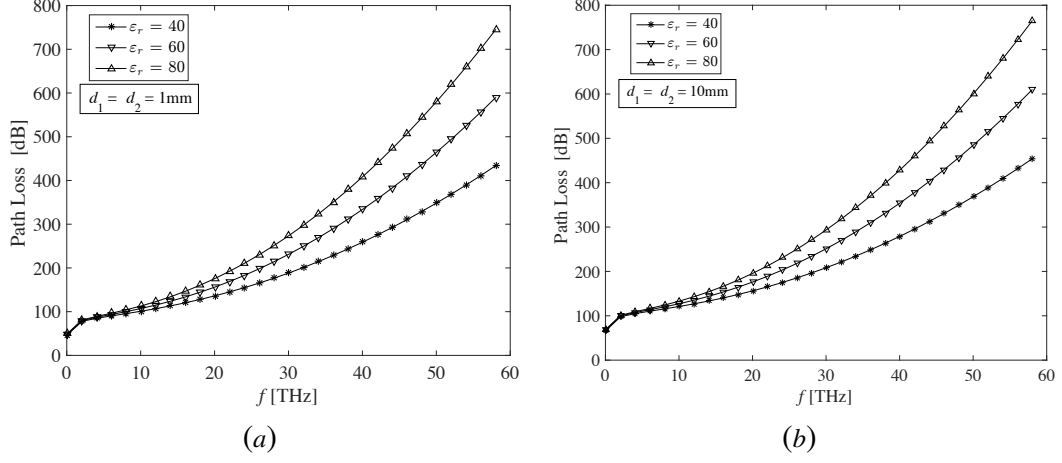 800
700
600
500
400
300
200
100
0
Path Loss [dB]
εr = 40
εr = 60
εr = 80
d1 = d2 = 1mm
0 10 20 30 40 50 60
f [THz]
(a)
800
700
600
500
400
300
200
100
0
Path Loss [dB]
εr = 40
εr = 60
εr = 80
d1 = d2 = 10mm
0 10 20 30 40 50 60
f [THz]
(b)